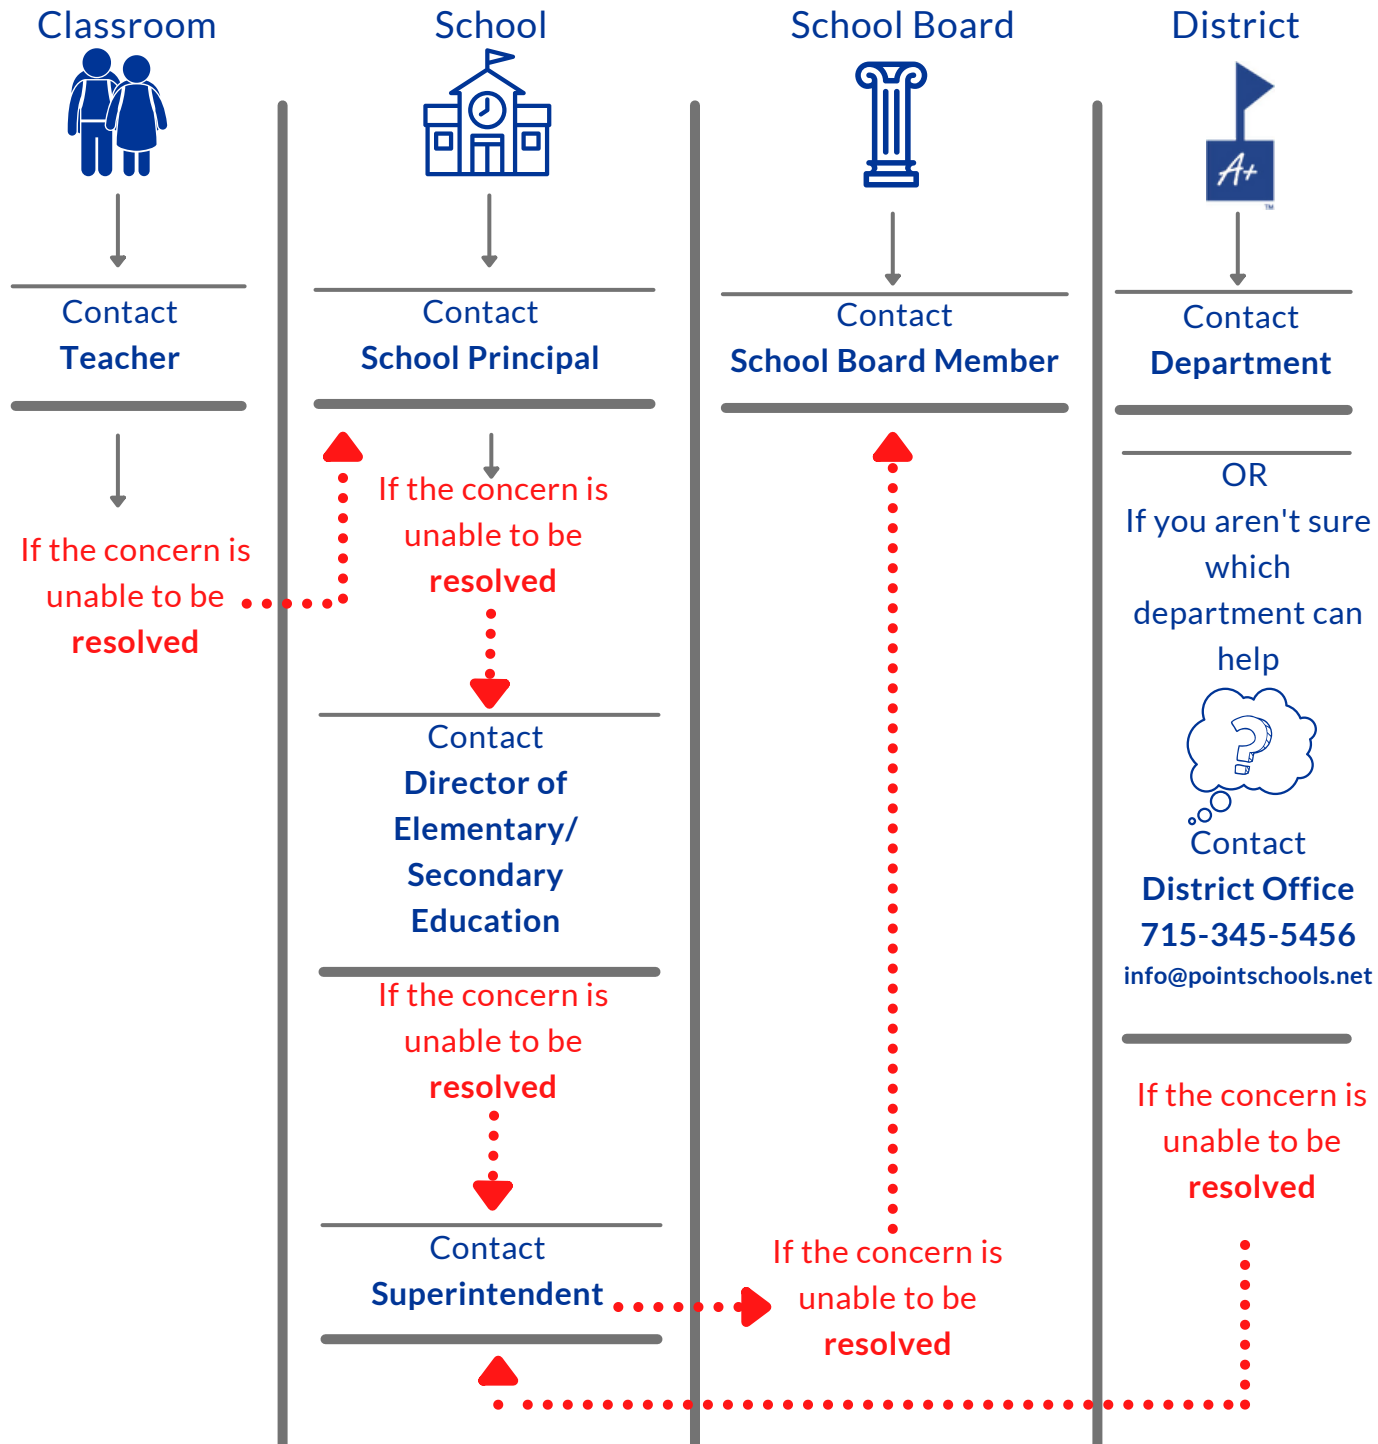 Classroom
Contact
Teacher
If the concern is
unable to be
resolved
School
Contact
School Principal
If the concern is
unable to be
resolved
Contact
Director of
Elementary/
Secondary
Education
If the concern is
unable to be
resolved
Contact
Superintendent
School Board
Contact
School Board Member
If the concern is
unable to be
resolved
District
A+
TM
Contact
Department
OR
If you aren't sure
which
department can
help
?
Contact
District Office
715-345-5456
info@pointschools.net
If the concern is
unable to be
resolved